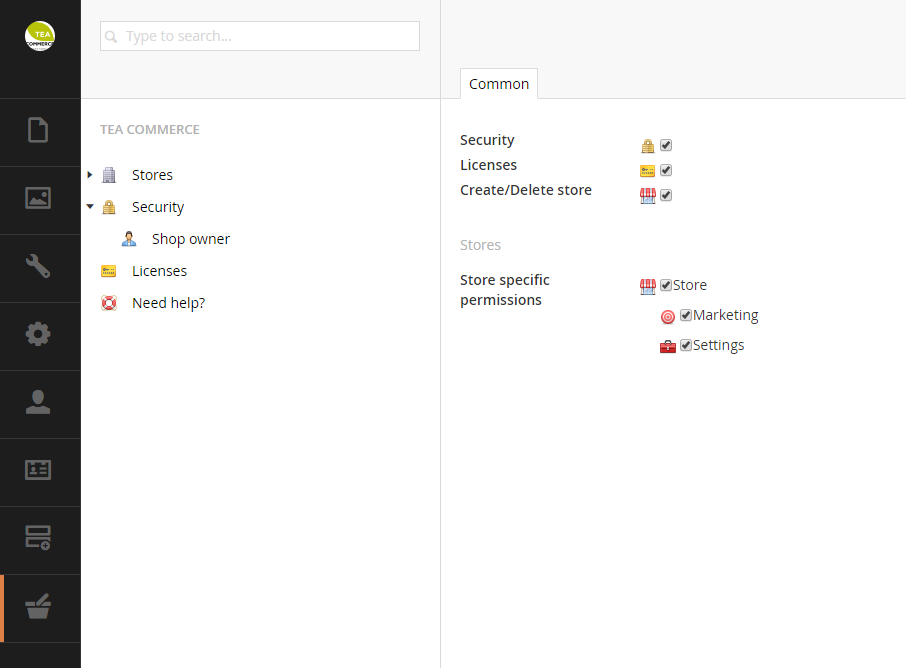 TEA
COMMERCE
Type to search...
Common
TEA COMMERCE
Stores
Security
Shop owner
Licenses
Need help?
Security
Licenses
Create/Delete store
Stores
Store specific
permissions
Store
Marketing
Settings